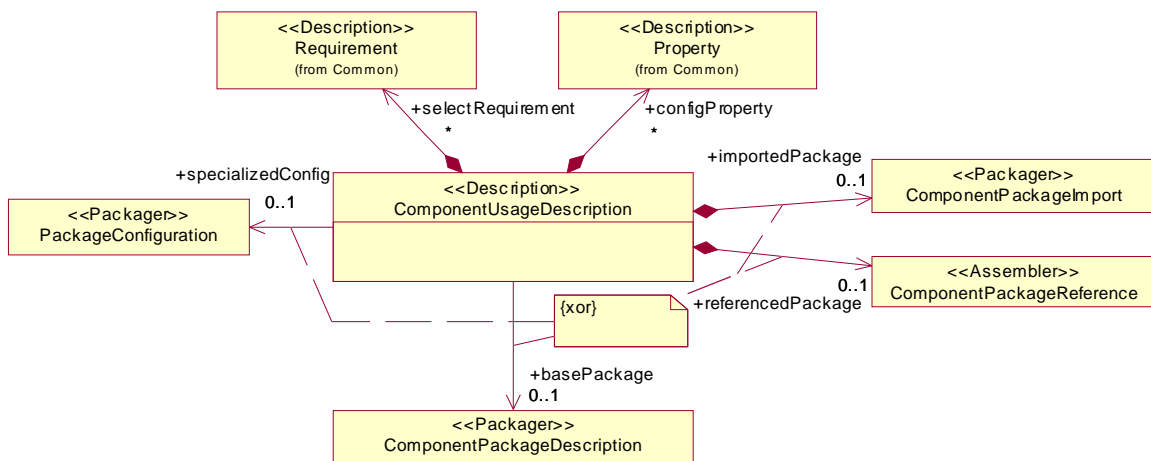 <<Description>>
Requirement
(from Common)
<<Description>>
Property
(from Common)
+selectRequirement
*
+configProperty
*
+importedPackage
0..1
<<Packager>>
ComponentPackageImport
+specializedConfig
0..1
<<Description>>
ComponentUsageDescription
<<Packager>>
PackageConfiguration
<<Assembler>>
ComponentPackageReference
0..1
+referencedPackage
{xor}
+basePackage
0..1
<<Packager>>
ComponentPackageDescription